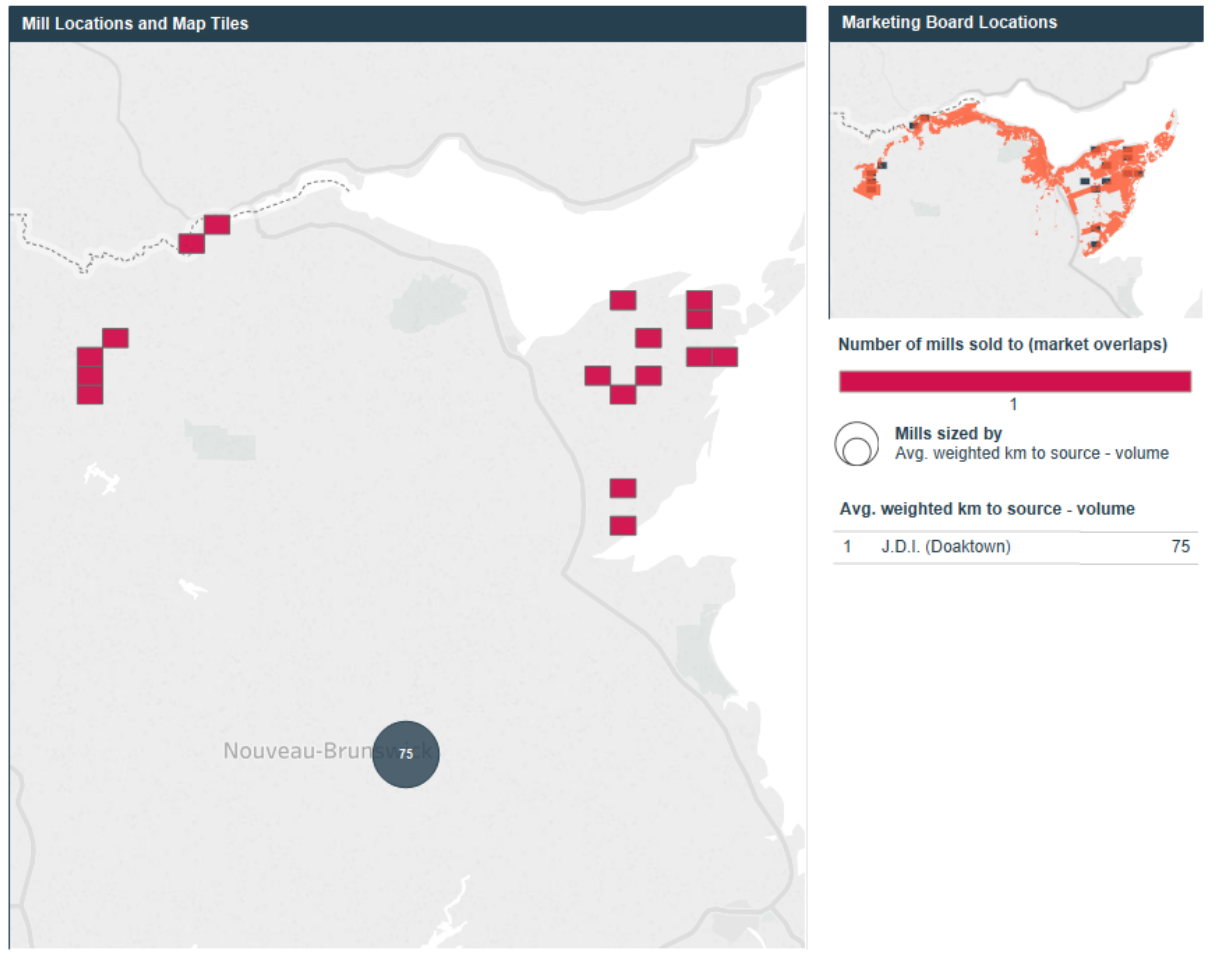 Mill Locations and Map Tiles
Nouveau-Brunswick
75
Marketing Board Locations
Number of mills sold to (market overlaps)
1
Mills sized by
Avg. weighted km to source - volume
Avg. weighted km to source - volume
1 J.D.I. (Doaktown) 75